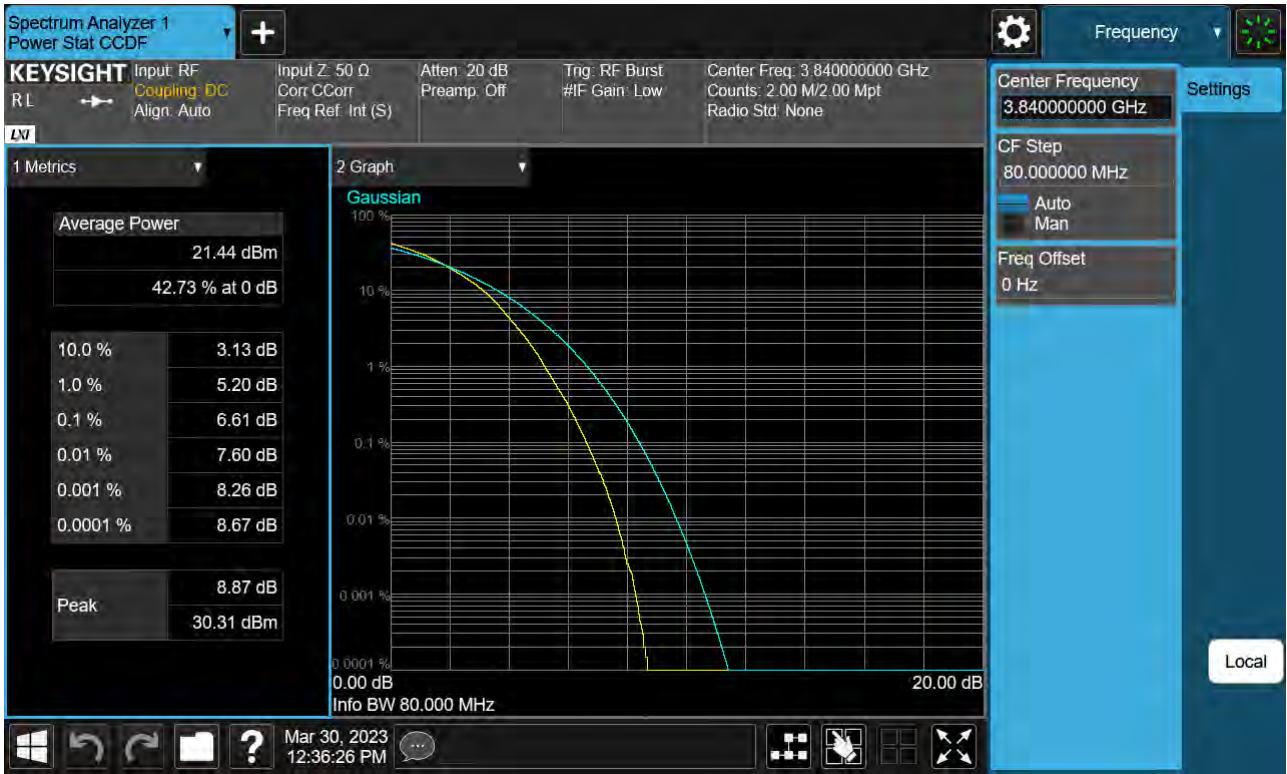 Spectrum Analyzer 1
Power Stat CCDF
Frequency
KEYSIGHT
RL
LXI
Input: RF
Coupling: DC
Align: Auto
Input Z: 50 Ω
Corr CCorr
Freq Ref: Int (S)
Atten: 20 dB
Preamp: Off
Trig: RF Burst
#IF Gain: Low
Center Freq: 3.840000000 GHz
Counts: 2.00 M/2.00 Mpt
Radio Std: None
Center Frequency
3.840000000 GHz
Settings
CF Step
80.000000 MHz
Auto
Man
Freq Offset
0 Hz
1 Metrics
Average Power
21.44 dBm
42.73 % at 0 dB
10.0 % 3.13 dB
1.0 % 5.20 dB
0.1 % 6.61 dB
0.01 % 7.60 dB
0.001 % 8.26 dB
0.0001 % 8.67 dB
Peak
8.87 dB
30.31 dBm
2 Graph
Gaussian
100 %
10 %
1 %
0.1 %
0.01 %
0.001 %
0.0001 %
0.00 dB 20.00 dB
Info BW 80.000 MHz
Local
?
Mar 30, 2023
12:36:26 PM